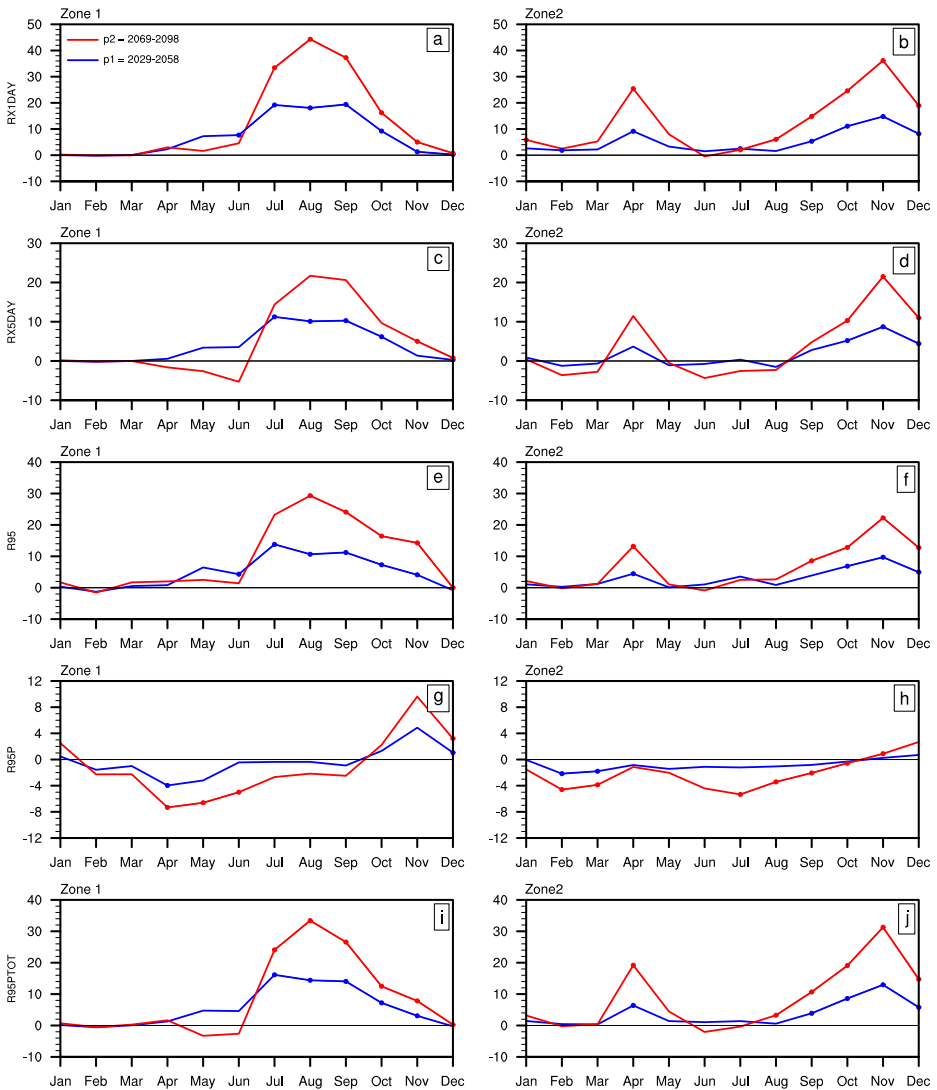 Zone 1
50
40
30
20
10
0
-10
RX1DAY
p2 = 2069-2098
p1 = 2029-2058
a
Jan Feb Mar Apr May Jun Jul Aug Sep Oct Nov Dec
Zone2
50
40
30
20
10
0
-10
b
Jan Feb Mar Apr May Jun Jul Aug Sep Oct Nov Dec
Zone 1
30
20
10
0
-10
RX5DAY
c
Jan Feb Mar Apr May Jun Jul Aug Sep Oct Nov Dec
Zone2
30
20
10
0
-10
d
Jan Feb Mar Apr May Jun Jul Aug Sep Oct Nov Dec
Zone 1
40
30
20
10
0
-10
R95
e
Jan Feb Mar Apr May Jun Jul Aug Sep Oct Nov Dec
Zone2
40
30
20
10
0
-10
f
Jan Feb Mar Apr May Jun Jul Aug Sep Oct Nov Dec
Zone 1
12
8
4
0
-4
-8
-12
R95P
g
Jan Feb Mar Apr May Jun Jul Aug Sep Oct Nov Dec
Zone2
12
8
4
0
-4
-8
-12
h
Jan Feb Mar Apr May Jun Jul Aug Sep Oct Nov Dec
Zone 1
40
30
20
10
0
-10
R95PTOT
i
Jan Feb Mar Apr May Jun Jul Aug Sep Oct Nov Dec
Zone2
40
30
20
10
0
-10
j
Jan Feb Mar Apr May Jun Jul Aug Sep Oct Nov Dec